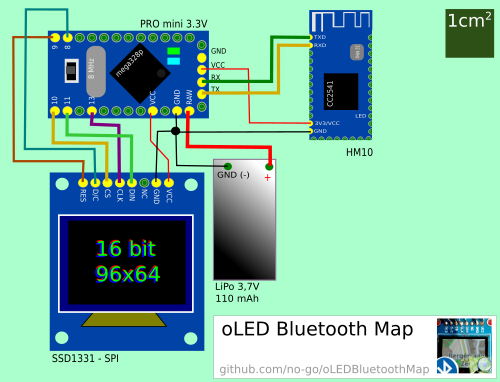 PRO mini 3.3V
1cm²
9 8
8 MHz
mega328p
GND
VCC
RX
TX
10 11 13 VCC GND RAW
TXD
RXD
HM10
CC2541
LED
3V3/VCC
GND
HM10
GND (-) +
LiPo 3,7V
110 mAh
RES D/C CS CLK DIN NC GND VCC
16 bit
96x64
SSD1331 - SPI
oLED Bluetooth Map
github.com/no-go/oLEDBluetoothMap